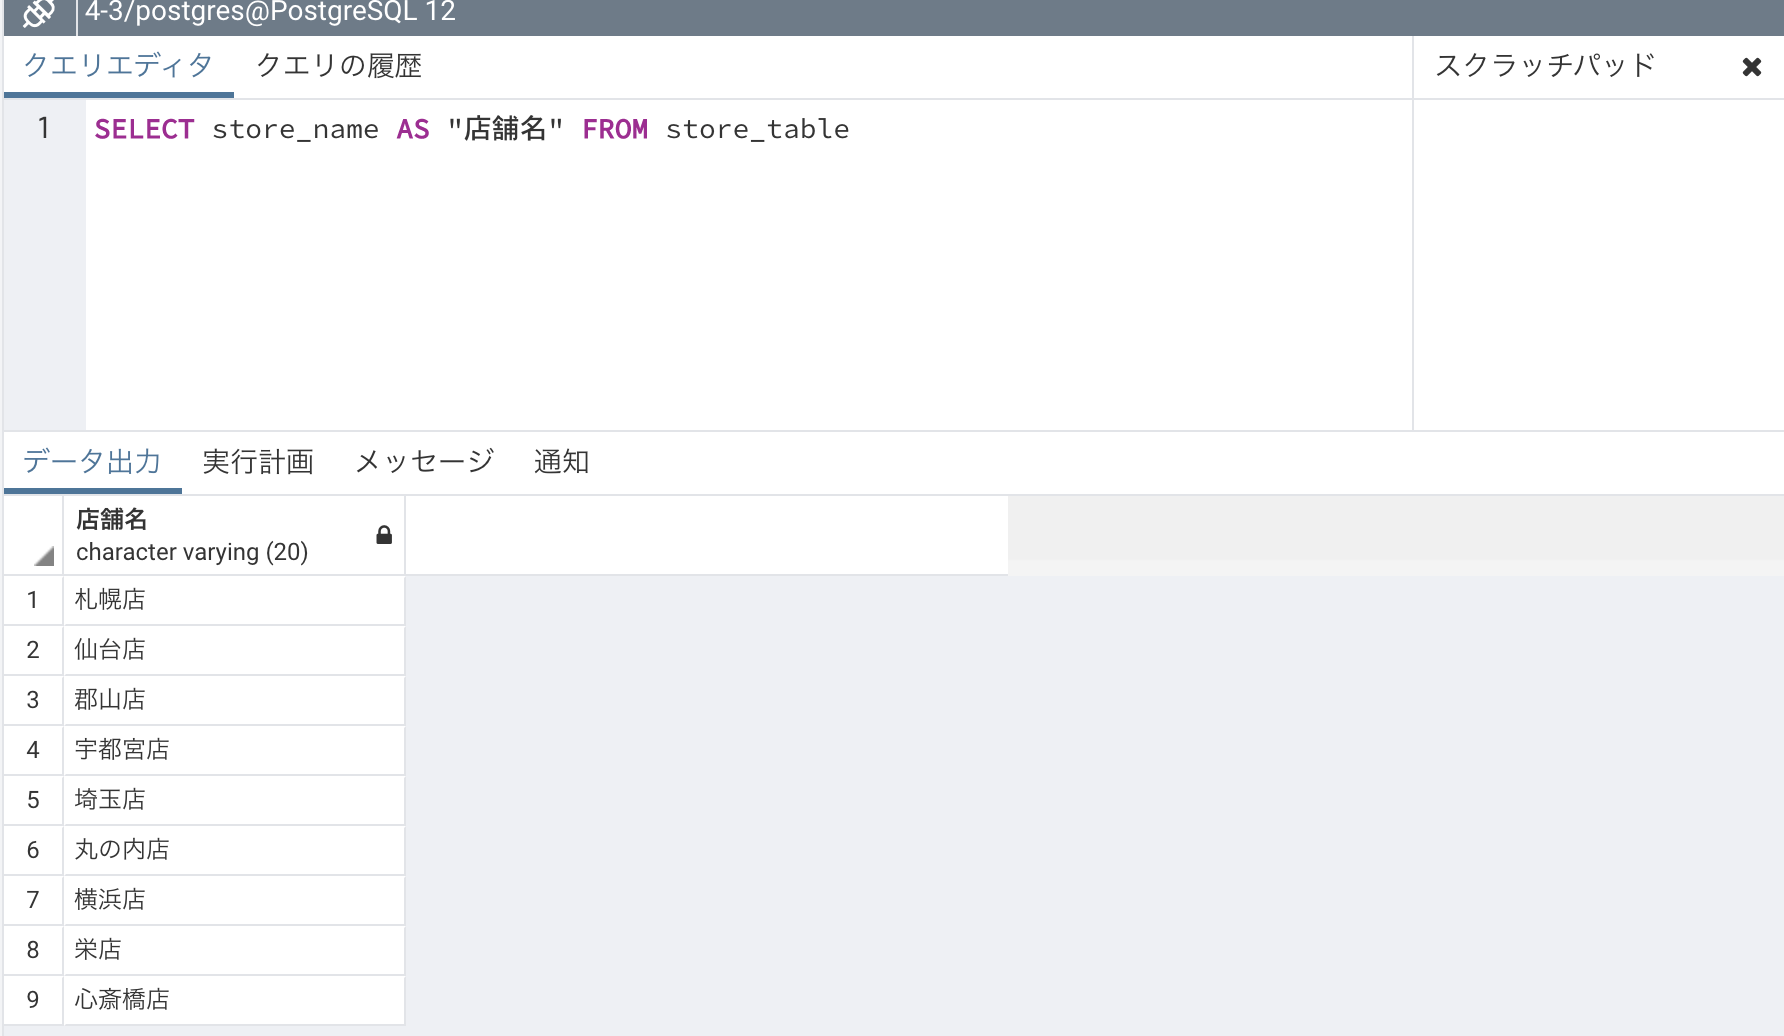 4-3/postgres@PostgreSQL 12
クエリエディタ クエリの履歴 スクラッチパッド
1 SELECT store_name AS "店舗名" FROM store_table
データ出力 実行計画 メッセージ 通知
店舗名
character varying (20)
1 札幌店
2 仙台店
3 郡山店
4 宇都宮店
5 埼玉店
6 丸の内店
7 横浜店
8 栄店
9 心斎橋店